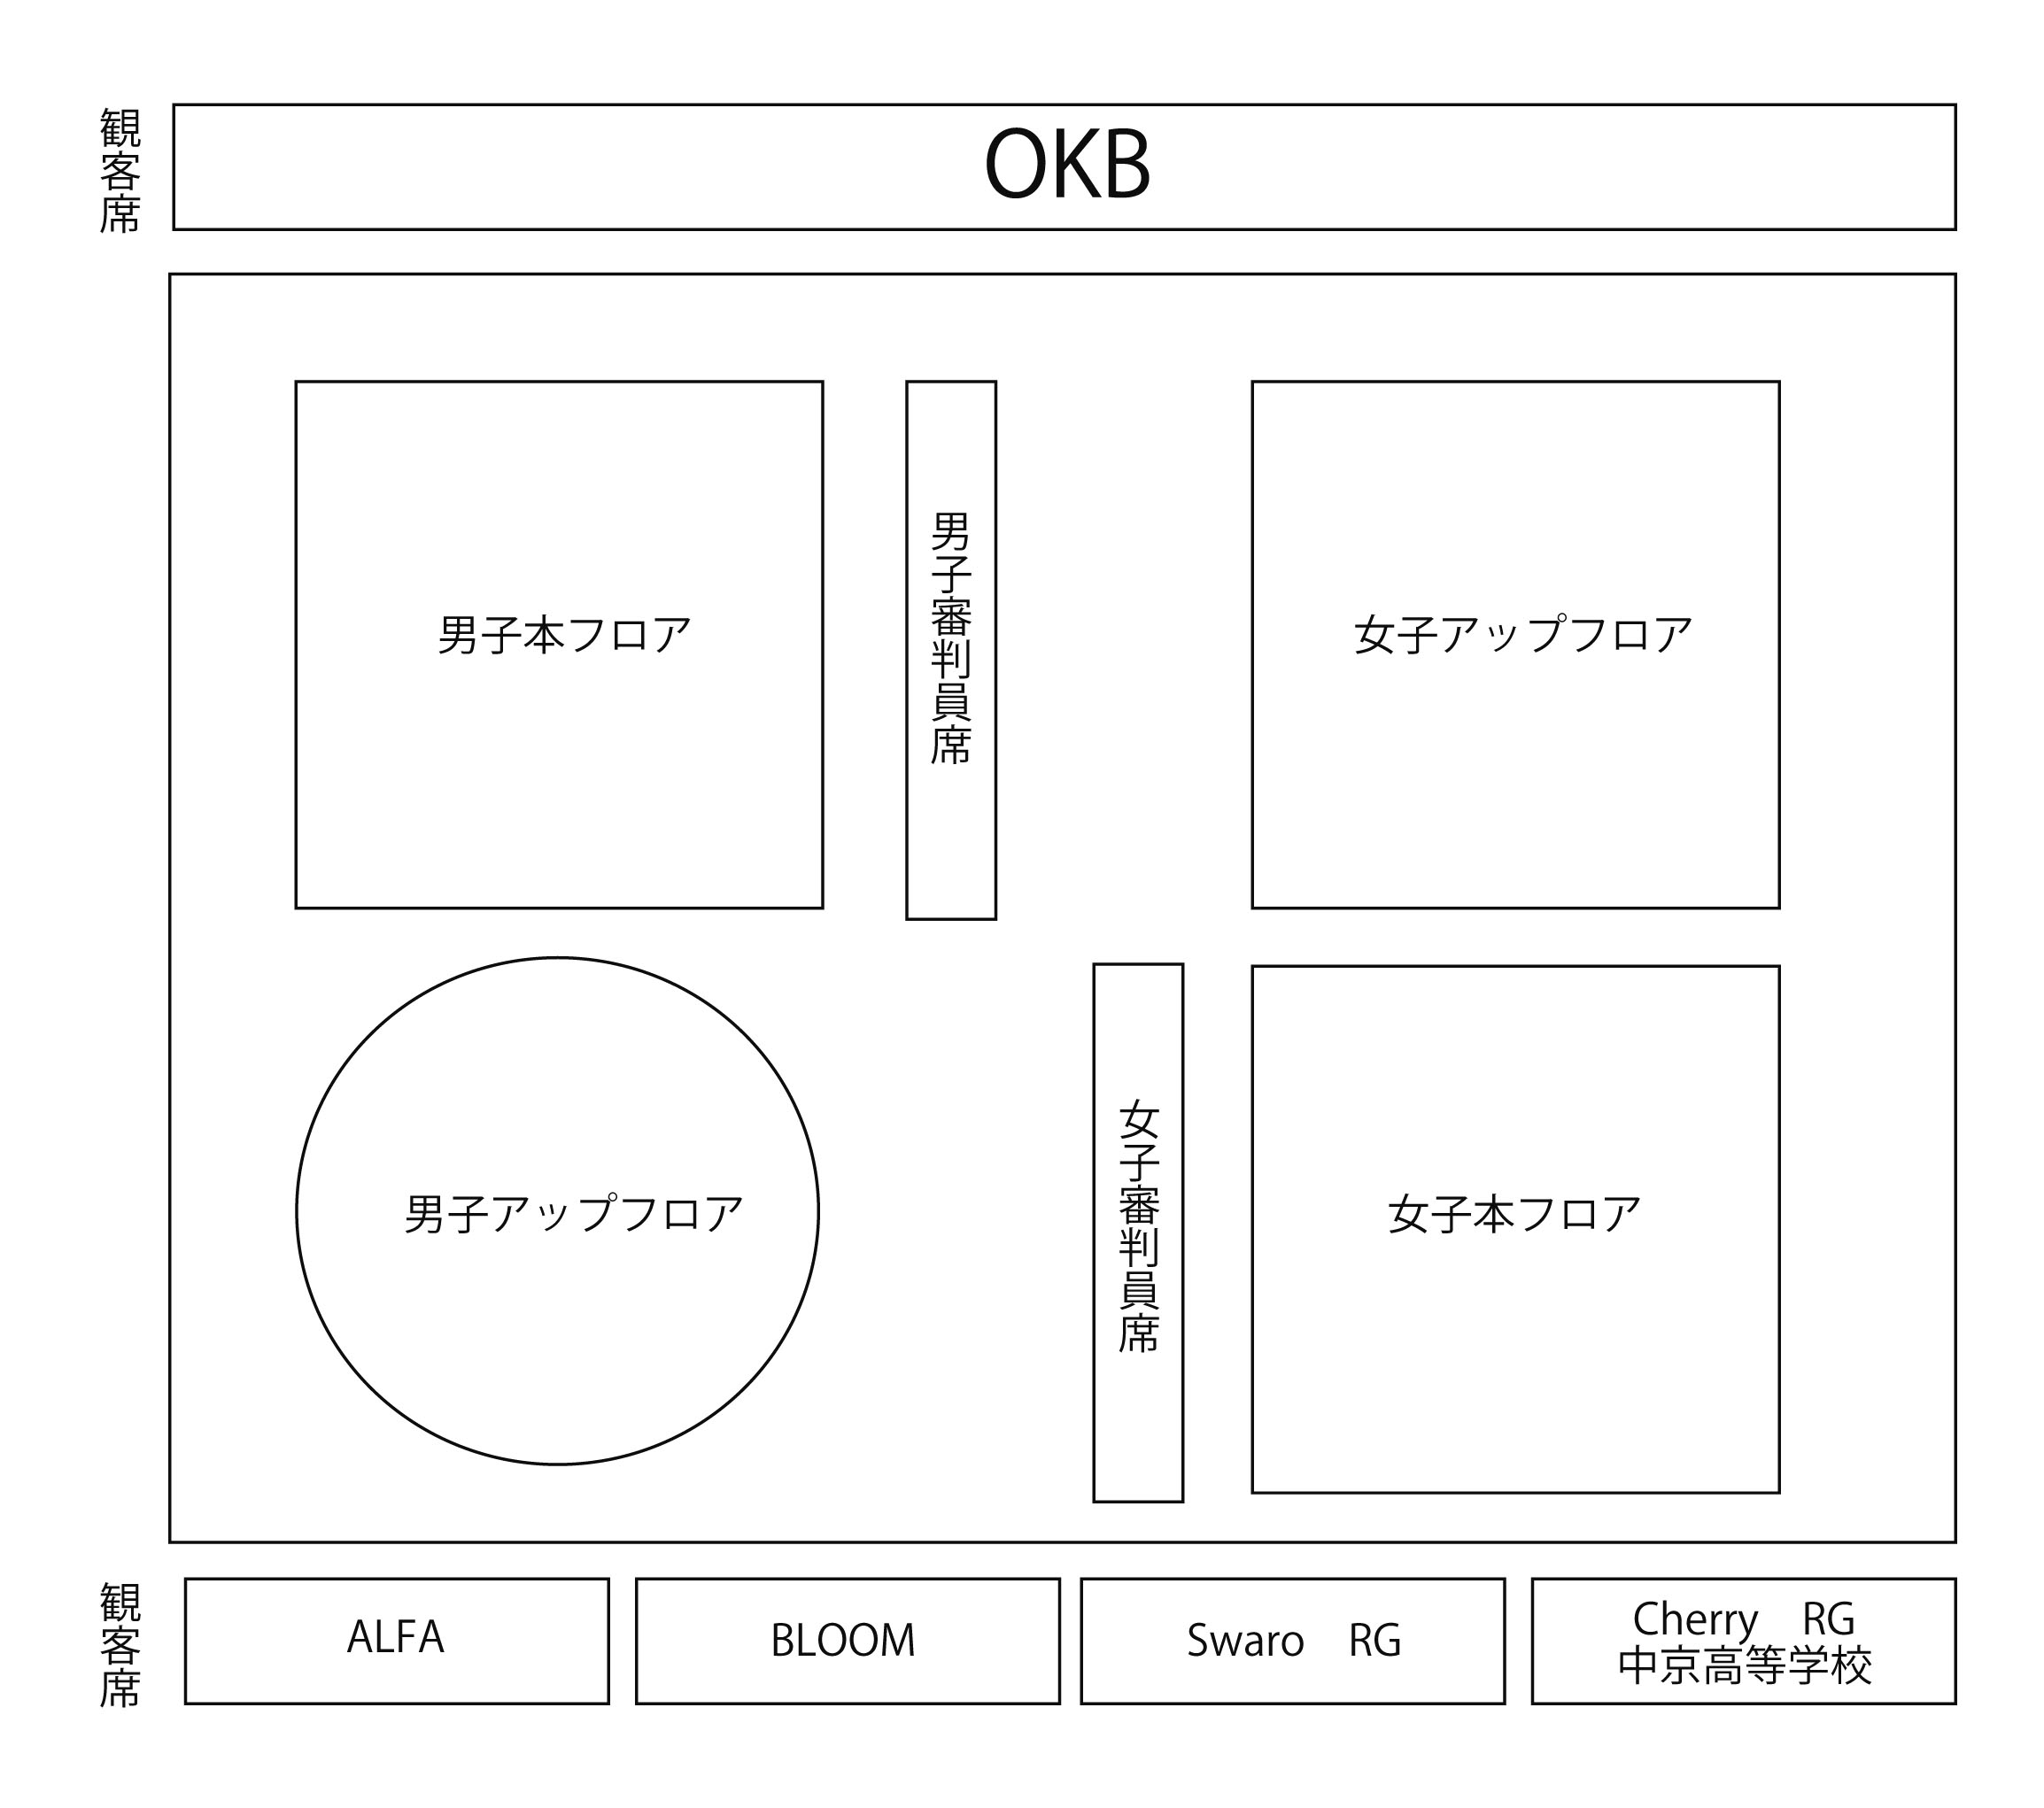 観客席
OKB
男子本フロア
男子審判員席
女子アップフロア
男子アップフロア
女子審判員席
女子本フロア
観客席
ALFA
BLOOM
Swaro　RG
Cherry　RG
中京高等学校